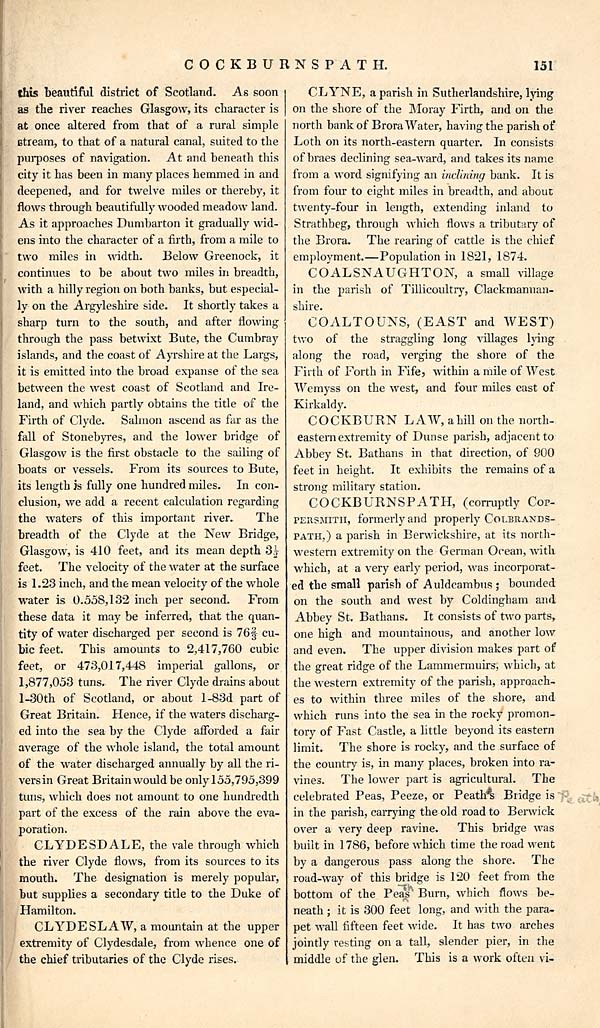 COCKBURNSPATH.
151
this beautiful district of Scotland. As soon
as the river reaches Glasgow, its character is
at once altered from that of a rural simple
stream, to that of a natural canal, suited to the
purposes of navigation. At and beneath this
city it has been in many places hemmed in and
deepened, and for twelve miles or thereby, it
flows through beautifully wooded meadow land.
As it approaches Dumbarton it gradually wid-
ens into the character of a firth, from a mile to
two miles in width. Below Greenock, it
continues to be about two miles in breadth,
with a hilly region on both banks, but especial-
ly on the Argyleshire side. It shortly takes a
sharp turn to the south, and after flowing
through the pass betwixt Bute, the Cumbray
islands, and the coast of Ayrshire at the Largs,
it is emitted into the broad expanse of the sea
between the west coast of Scotland and Ire-
land, and which partly obtains the title of the
Firth of Clyde. Salmon ascend as far as the
fall of Stonebyres, and the lower bridge of
Glasgow is the first obstacle to the sailing of
boats or vessels. From its sources to Bute,
its length is fully one hundred miles. In con-
clusion, we add a recent calculation regarding
the waters of this important river. The
breadth of the Clyde at the New Bridge,
Glasgow, is 410 feet, and its mean depth 3½
feet. The velocity of the water at the surface
is 1.23 inch, and the mean velocity of the whole
water is 0.558,132 inch per second. From
these data it may be inferred, that the quan-
tity of water discharged per second is 76⅔ cu-
bic feet. This amounts to 2,417,760 cubic
feet, or 473,017,448 imperial gallons, or
1,877,053 tuns. The river Clyde drains about
1-30th of Scotland, or about 1-83d part of
Great Britain. Hence, if the waters discharg-
ed into the sea by the Clyde afforded a fair
average of the whole island, the total amount
of the water discharged annually by all the ri-
vers in Great Britain would be only 155,795,399
tuns, which does not amount to one hundredth
part of the excess of the rain above the eva-
poration.
CLYDESDALE, the vale through which
the river Clyde flows, from its sources to its
mouth. The designation is merely popular,
but supplies a secondary title to the Duke of
Hamilton.
CLYDESLAW, a mountain at the upper
extremity of Clydesdale, from whence one of
the chief tributaries of the Clyde rises.
CLYNE, a parish in Sutherlandshire, lying
on the shore of the Moray Firth, and on the
north bank of Brora Water, having the parish of
Loth on its north-eastern quarter. In consists
of braes declining sea-ward, and takes its name
from a word signifying an inclining bank. It is
from four to eight miles in breadth, and about
twenty-four in length, extending inland to
Strathbeg, through which flows a tributary of
the Brora. The rearing of cattle is the chief
employment.—Population in 1821, 1874.
COALSNAUGHTON, a small village
in the parish of Tillicoultry, Clackmannan-
shire.
COALTOUNS, (EAST and WEST)
two of the straggling long villages lying
along the road, verging the shore of the
Firth of Forth in Fife, within a mile of West
Wemyss on the west, and four miles east of
Kirkaldy.
COCKBURN LAW, a hill on the north-
eastern extremity of Dunse parish, adjacent to
Abbey St. Bathans in that direction, of 900
feet in height. It exhibits the remains of a
strong military station.
COCKBURNSPATH, (corruptly Cop-
persmith, formerly and properly Colbrands-
path,) a parish in Berwickshire, at its north-
western extremity on the German Ocean, with
which, at a very early period, was incorporat-
ed the small parish of Auldcambus; bounded
on the south and west by Coldingham and
Abbey St. Bathans. It consists of two parts,
one high and mountainous, and another low
and even. The upper division makes part of
the great ridge of the Lammermuirs, which, at
the western extremity of the parish, approach-
es to within three miles of the shore, and
which runs into the sea in the rocky promon-
tory of Fast Castle, a little beyond its eastern
limit. The shore is rocky, and the surface of
the country is, in many places, broken into ra-
vines. The lower part is agricultural. The
celebrated Peas, Peeze, or Peath's Bridge is Peath
in the parish, carrying the old road to Berwick
over a very deep ravine. This bridge was
built in 1786, before which time the road went
by a dangerous pass along the shore. The
road-way of this bridge is 120 feet from the
bottom of the Peas Burn, which flows be-
neath; it is 300 feet long, and with the para-
pet wall fifteen feet wide. It has two arches
jointly resting on a tall, slender pier, in the
middle of the glen. This is a work often vi-